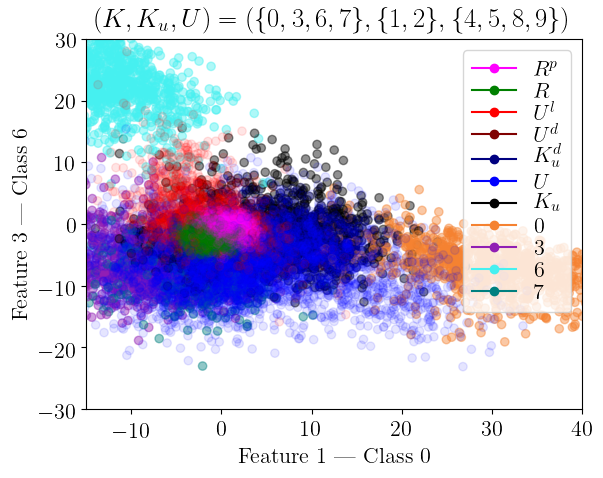 (K, K_u, U) = ({0, 3, 6, 7}, {1, 2}, {4, 5, 8, 9})
R^p
R
U^l
U^d
K_u^d
U
K_u
0
3
6
7
30
20
10
0
−10
−20
−30
Feature 3 — Class 6
−10 0 10 20 30 40
Feature 1 — Class 0